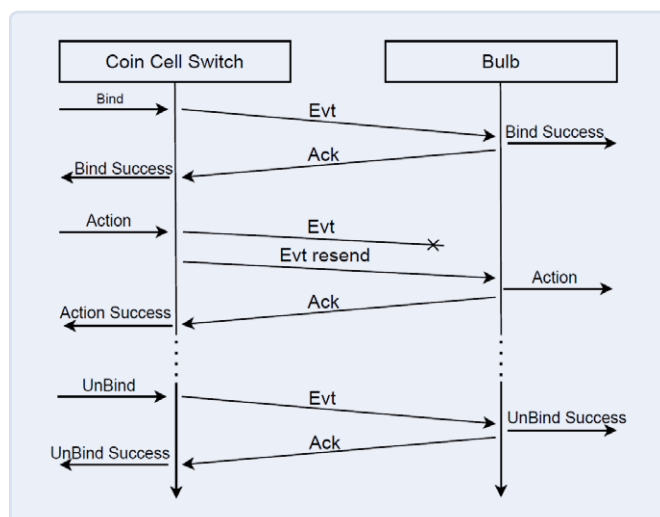 Coin Cell Switch
Bulb
Bind
Evt
Bind Success
Ack
Bind Success
Action
Evt
Evt resend
Action
Ack
Action Success
UnBind
Evt
UnBind Success
Ack
UnBind Success